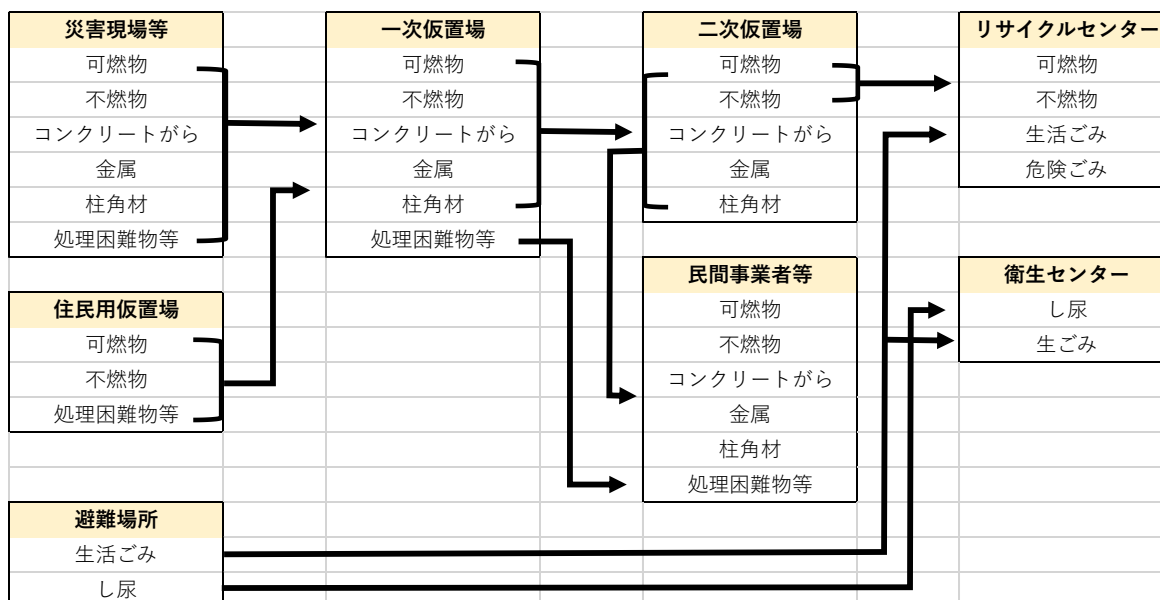 災害現場等
可燃物
不燃物
コンクリートがら
金属
柱角材
処理困難物等
住民用仮置場
可燃物
不燃物
処理困難物等
避難場所
生活ごみ
し尿
一次仮置場
可燃物
不燃物
コンクリートがら
金属
柱角材
処理困難物等
二次仮置場
可燃物
不燃物
コンクリートがら
金属
柱角材
民間事業者等
可燃物
不燃物
コンクリートがら
金属
柱角材
処理困難物等
リサイクルセンター
可燃物
不燃物
生活ごみ
危険ごみ
衛生センター
し尿
生ごみ